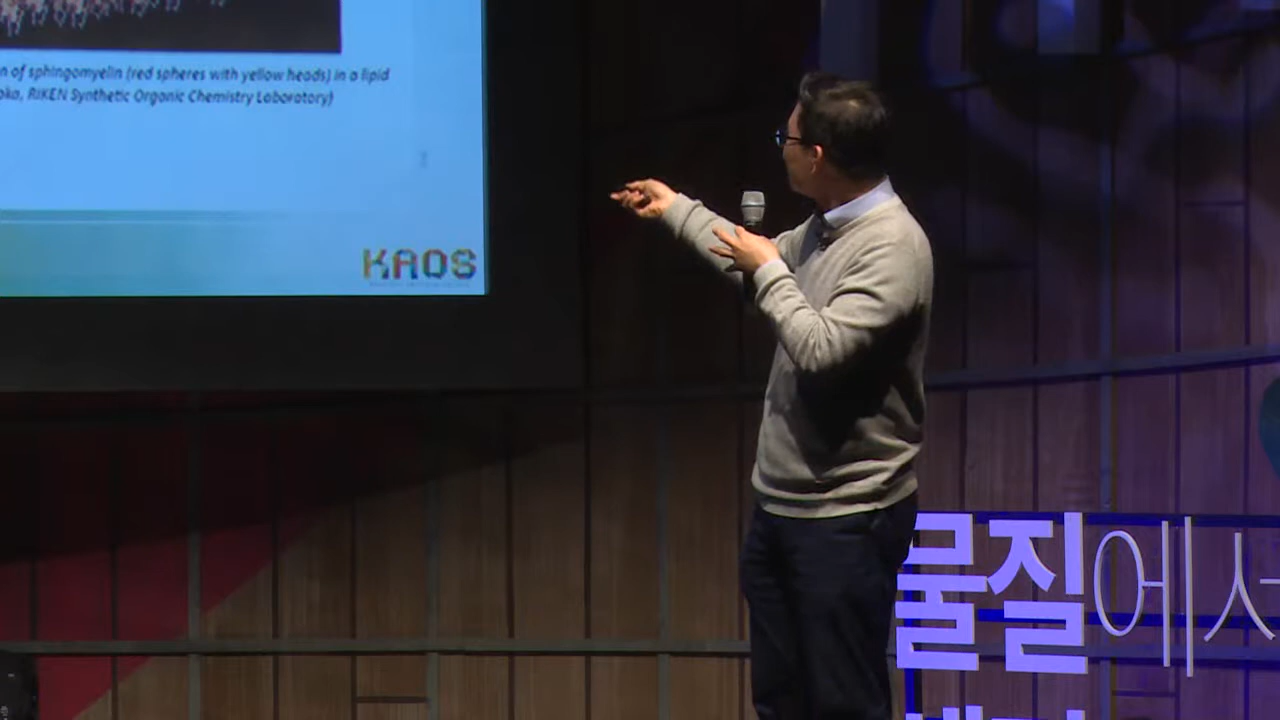 n of sphingomyelin (red spheres with yellow heads) in a lipid
oka, RIKEN Synthetic Organic Chemistry Laboratory)
KAOS
물질에서